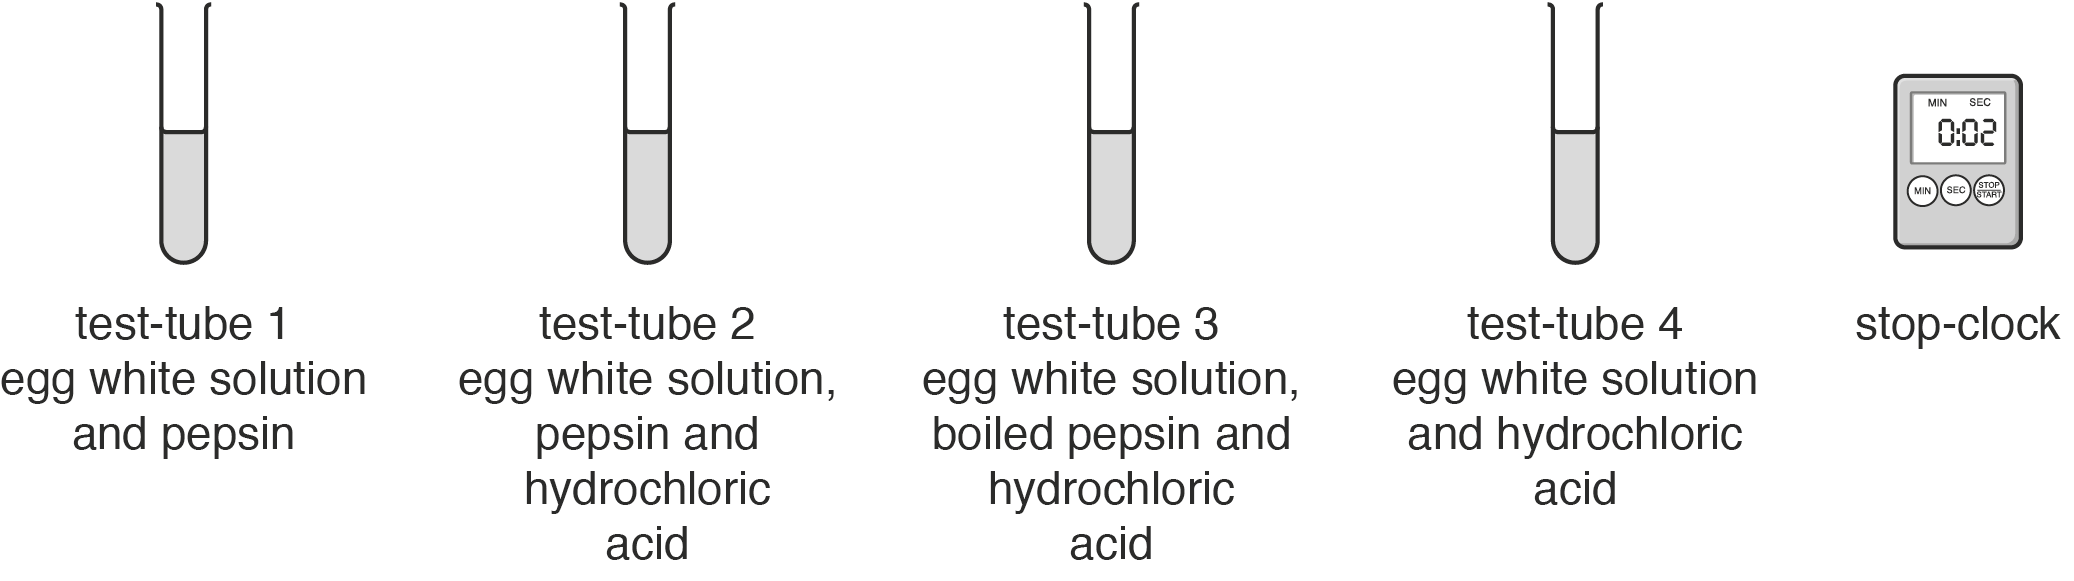 test-tube 1
egg white solution
and pepsin
test-tube 2
egg white solution,
pepsin and
hydrochloric
acid
test-tube 3
egg white solution,
boiled pepsin and
hydrochloric
acid
test-tube 4
egg white solution
and hydrochloric
acid
MIN SEC
0:02
MIN SEC STOP
START
stop-clock